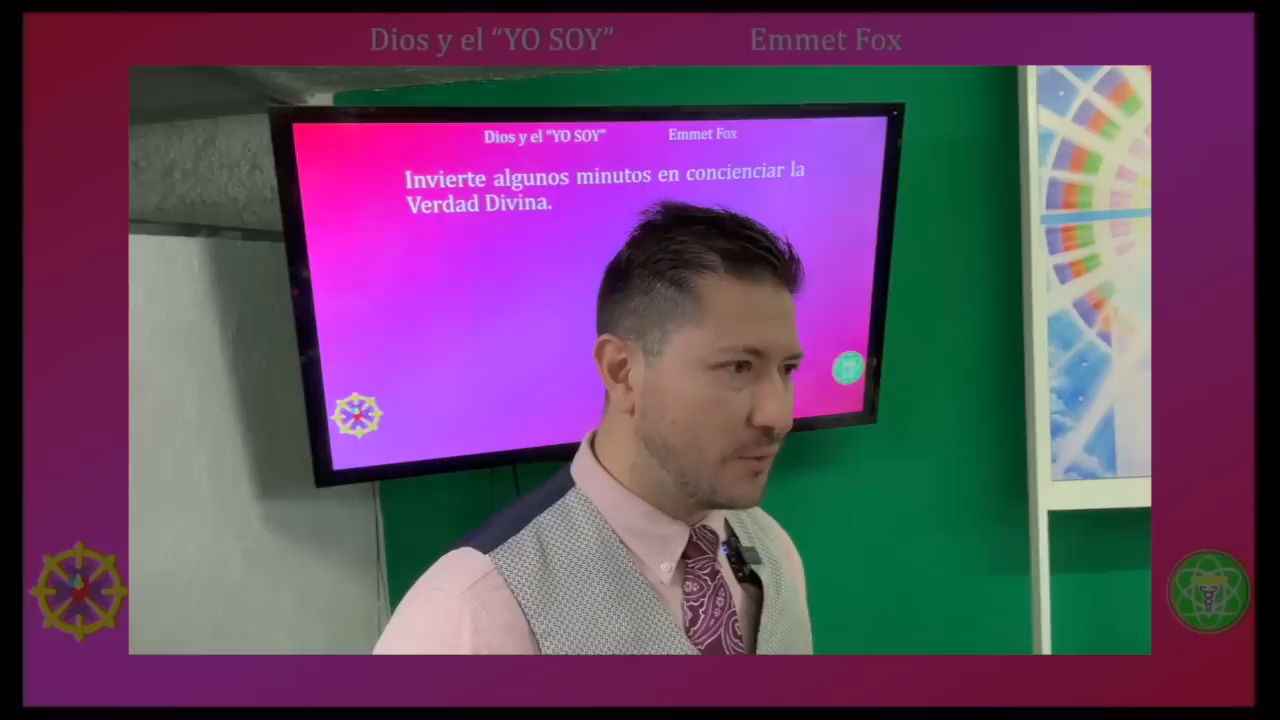 Dios y el “YO SOY” Emmet Fox
Dios y el “YO SOY” Emmet Fox
Invierte algunos minutos en concienciar la
Verdad Divina.